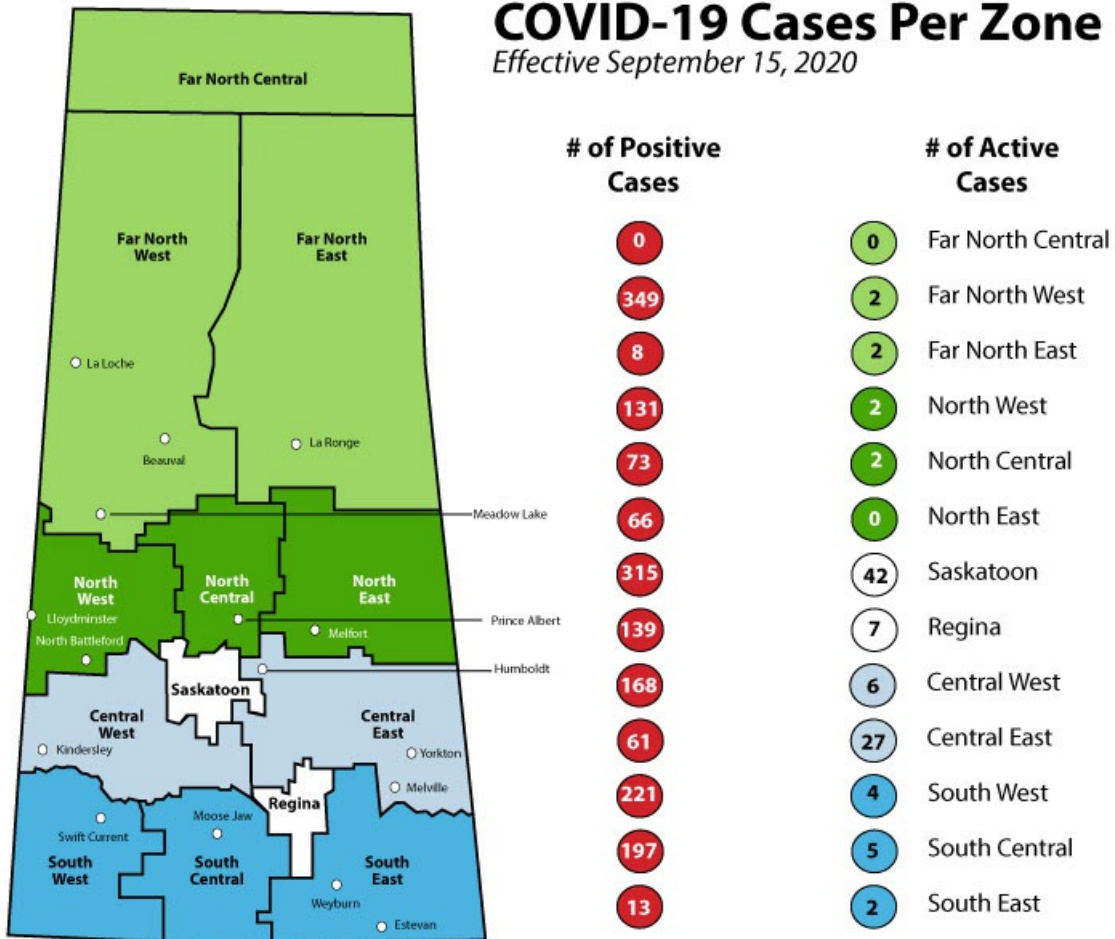 COVID-19 Cases Per Zone
Effective September 15, 2020
# of Positive
Cases
# of Active
Cases
0 0 Far North Central
349 2 Far North West
8 2 Far North East
131 2 North West
73 2 North Central
66 0 North East
315 42 Saskatoon
139 7 Regina
168 6 Central West
61 27 Central East
221 4 South West
197 5 South Central
13 2 South East
Far North Central
Far North
West
Far North
East
La Loche
Beauval
La Ronge
Meadow Lake
North
West
North
Central
North
East
Lloydminster
Prince Albert
Melfort
North Battleford
Humboldt
Saskatoon
Central
West
Central
East
Kindersley
Yorkton
Melville
Regina
Moose Jaw
Swift Current
South
West
South
Central
South
East
Weyburn
Estevan